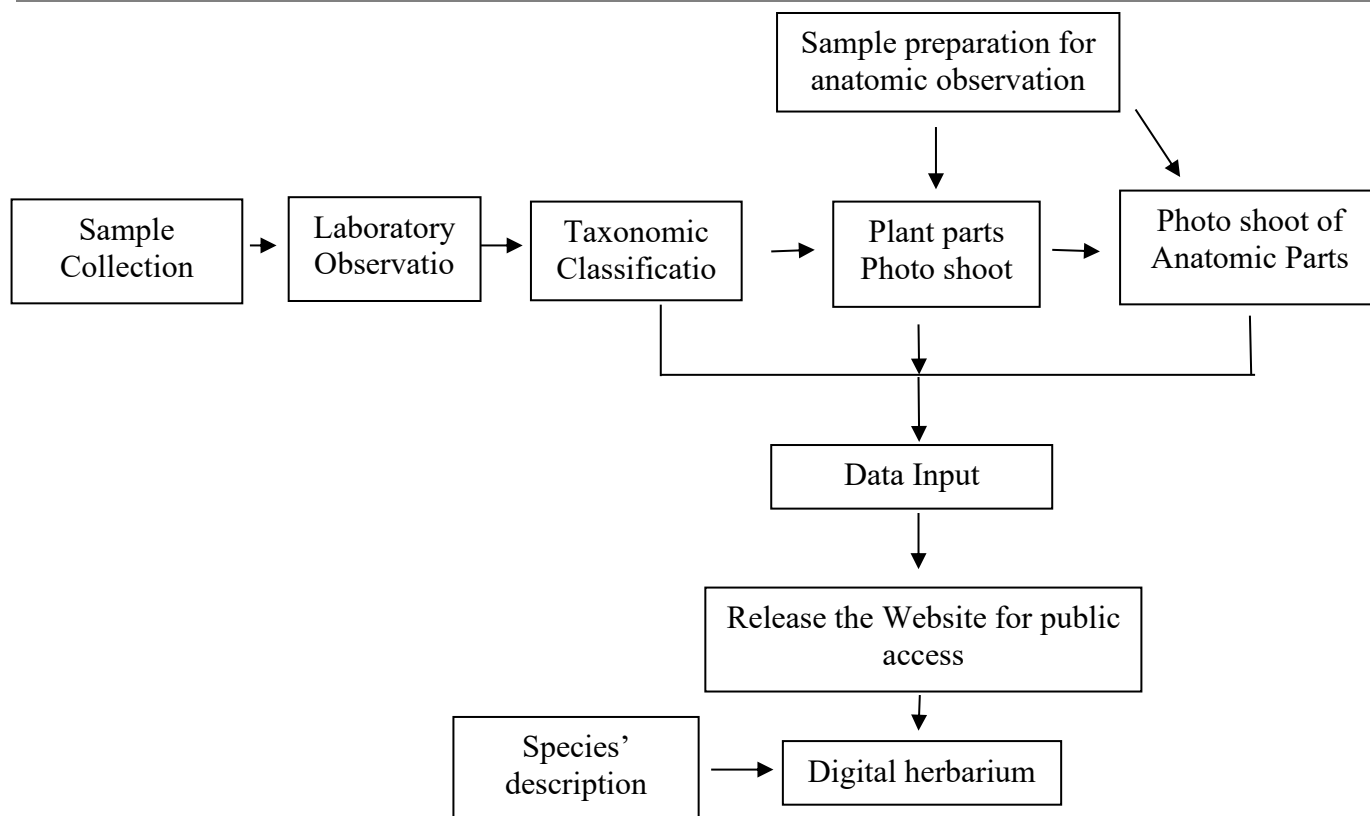 Sample preparation for
anatomic observation
Sample
Collection
Laboratory
Observatio
Taxonomic
Classificatio
Plant parts
Photo shoot
Photo shoot of
Anatomic Parts
Data Input
Release the Website for public
access
Species’
description
Digital herbarium